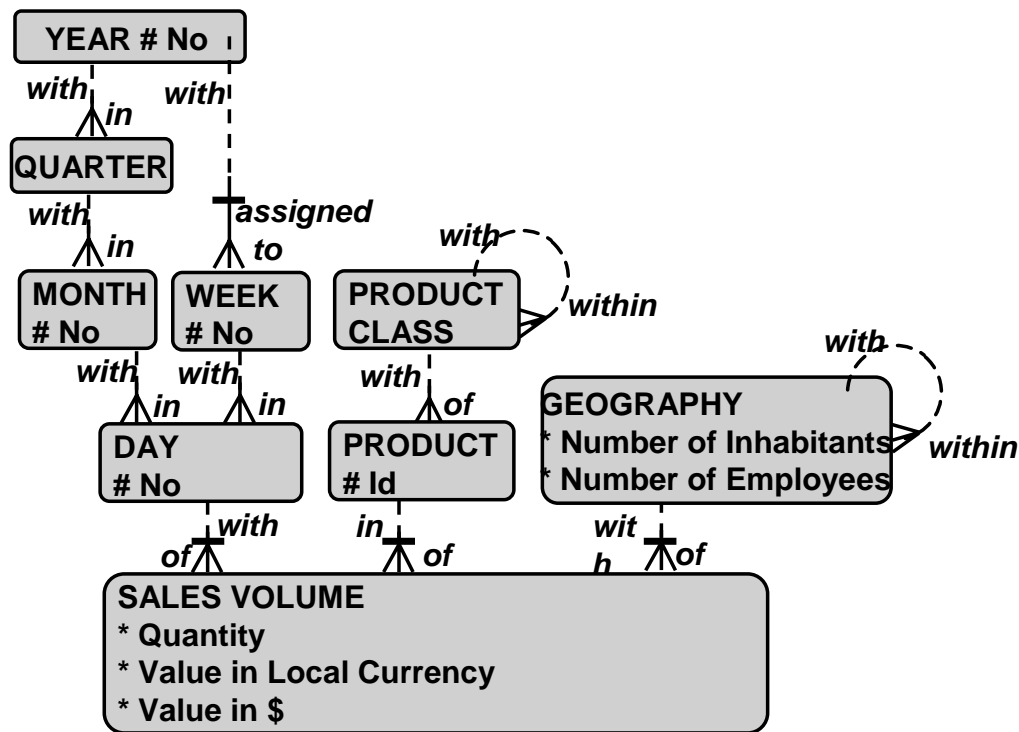 YEAR # No
with
with
in
QUARTER
with
assigned
to
in
with
within
MONTH
# No
WEEK
# No
PRODUCT
CLASS
with
with
with
with
in
in
of
within
DAY
# No
PRODUCT
# Id
GEOGRAPHY
* Number of Inhabitants
* Number of Employees
with
of
in
of
wit
h
of
SALES VOLUME
* Quantity
* Value in Local Currency
* Value in $